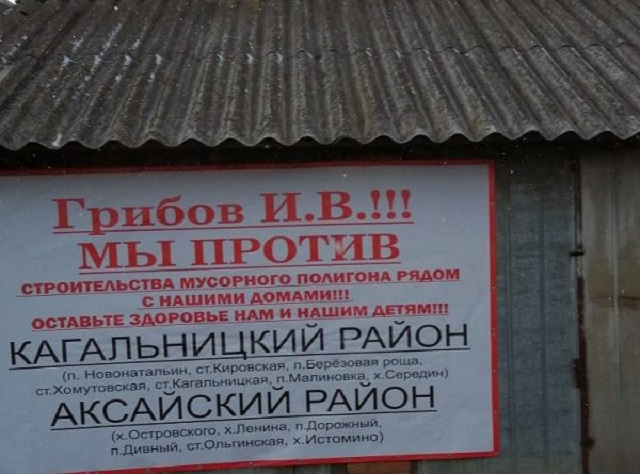 Грибов И.В.!!!
МЫ ПРОТИВ
СТРОИТЕЛЬСТВА МУСОРНОГО ПОЛИГОНА РЯДОМ
С НАШИМИ ДОМАМИ!!!
ОСТАВЬТЕ ЗДОРОВЬЕ НАМ И НАШИМ ДЕТЯМ!!!
КАГАЛЬНИЦКИЙ РАЙОН
(п. Новонатальин, ст.Кировская, п.Берёзовая роща,
ст.Хомутовская, ст.Кагальницкая, п.Малиновка, х.Середин)
АКСАЙСКИЙ РАЙОН
(х.Островского, х.Ленина, п.Дорожный,
п.Дивный, ст.Ольгинская, х.Истомино)